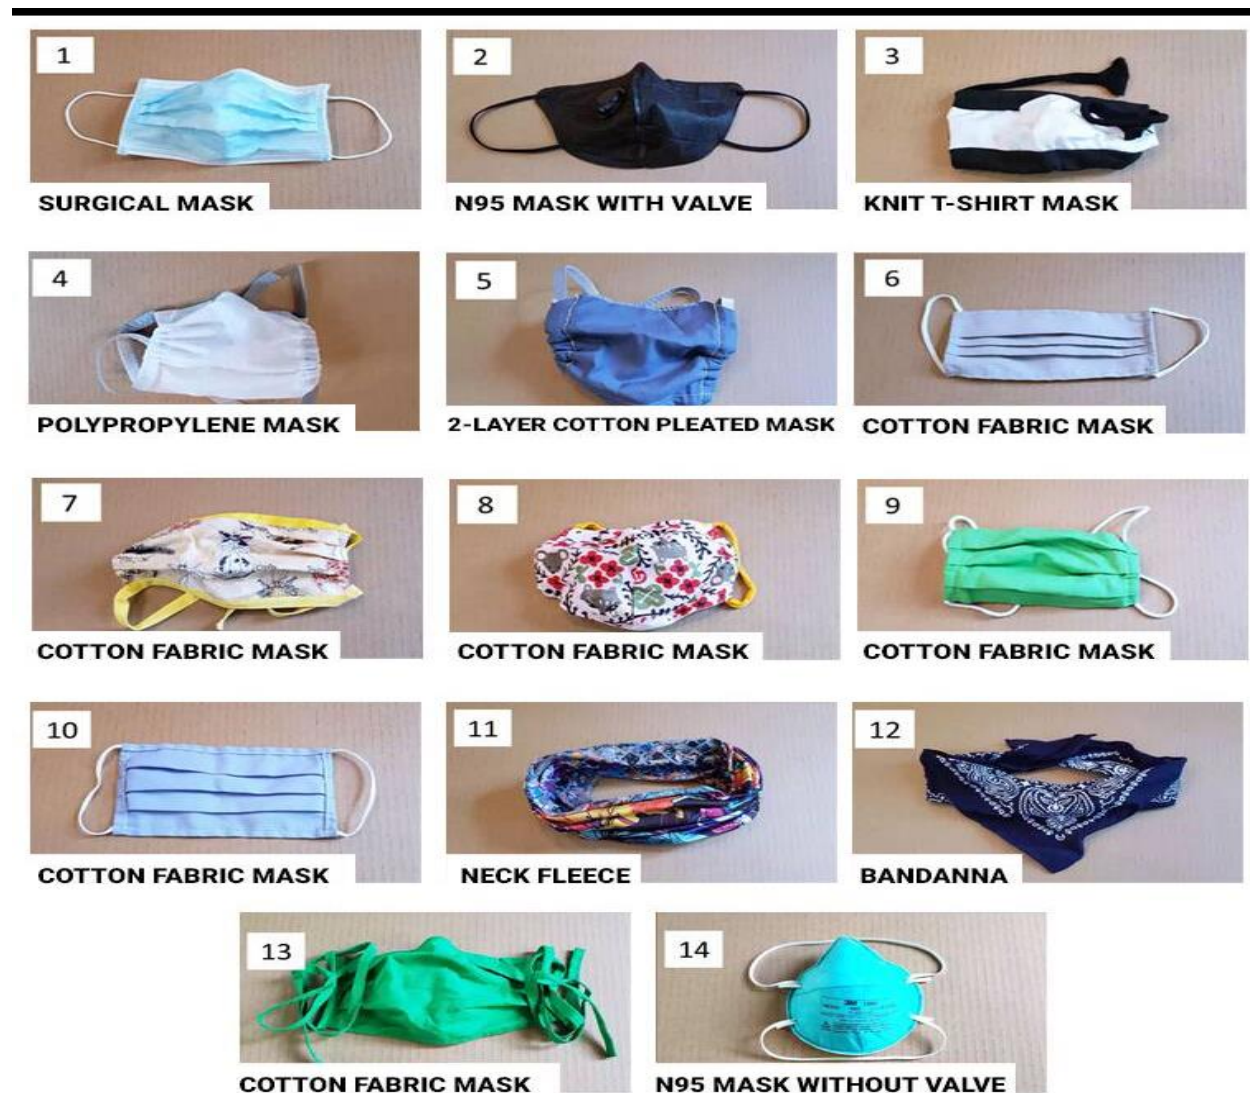 1
SURGICAL MASK
2
N95 MASK WITH VALVE
3
KNIT T-SHIRT MASK
4
POLYPROPYLENE MASK
5
2-LAYER COTTON PLEATED MASK
6
COTTON FABRIC MASK
7
COTTON FABRIC MASK
8
COTTON FABRIC MASK
9
COTTON FABRIC MASK
10
COTTON FABRIC MASK
11
NECK FLEECE
12
BANDANNA
13
COTTON FABRIC MASK
14
3M
N95 MASK WITHOUT VALVE